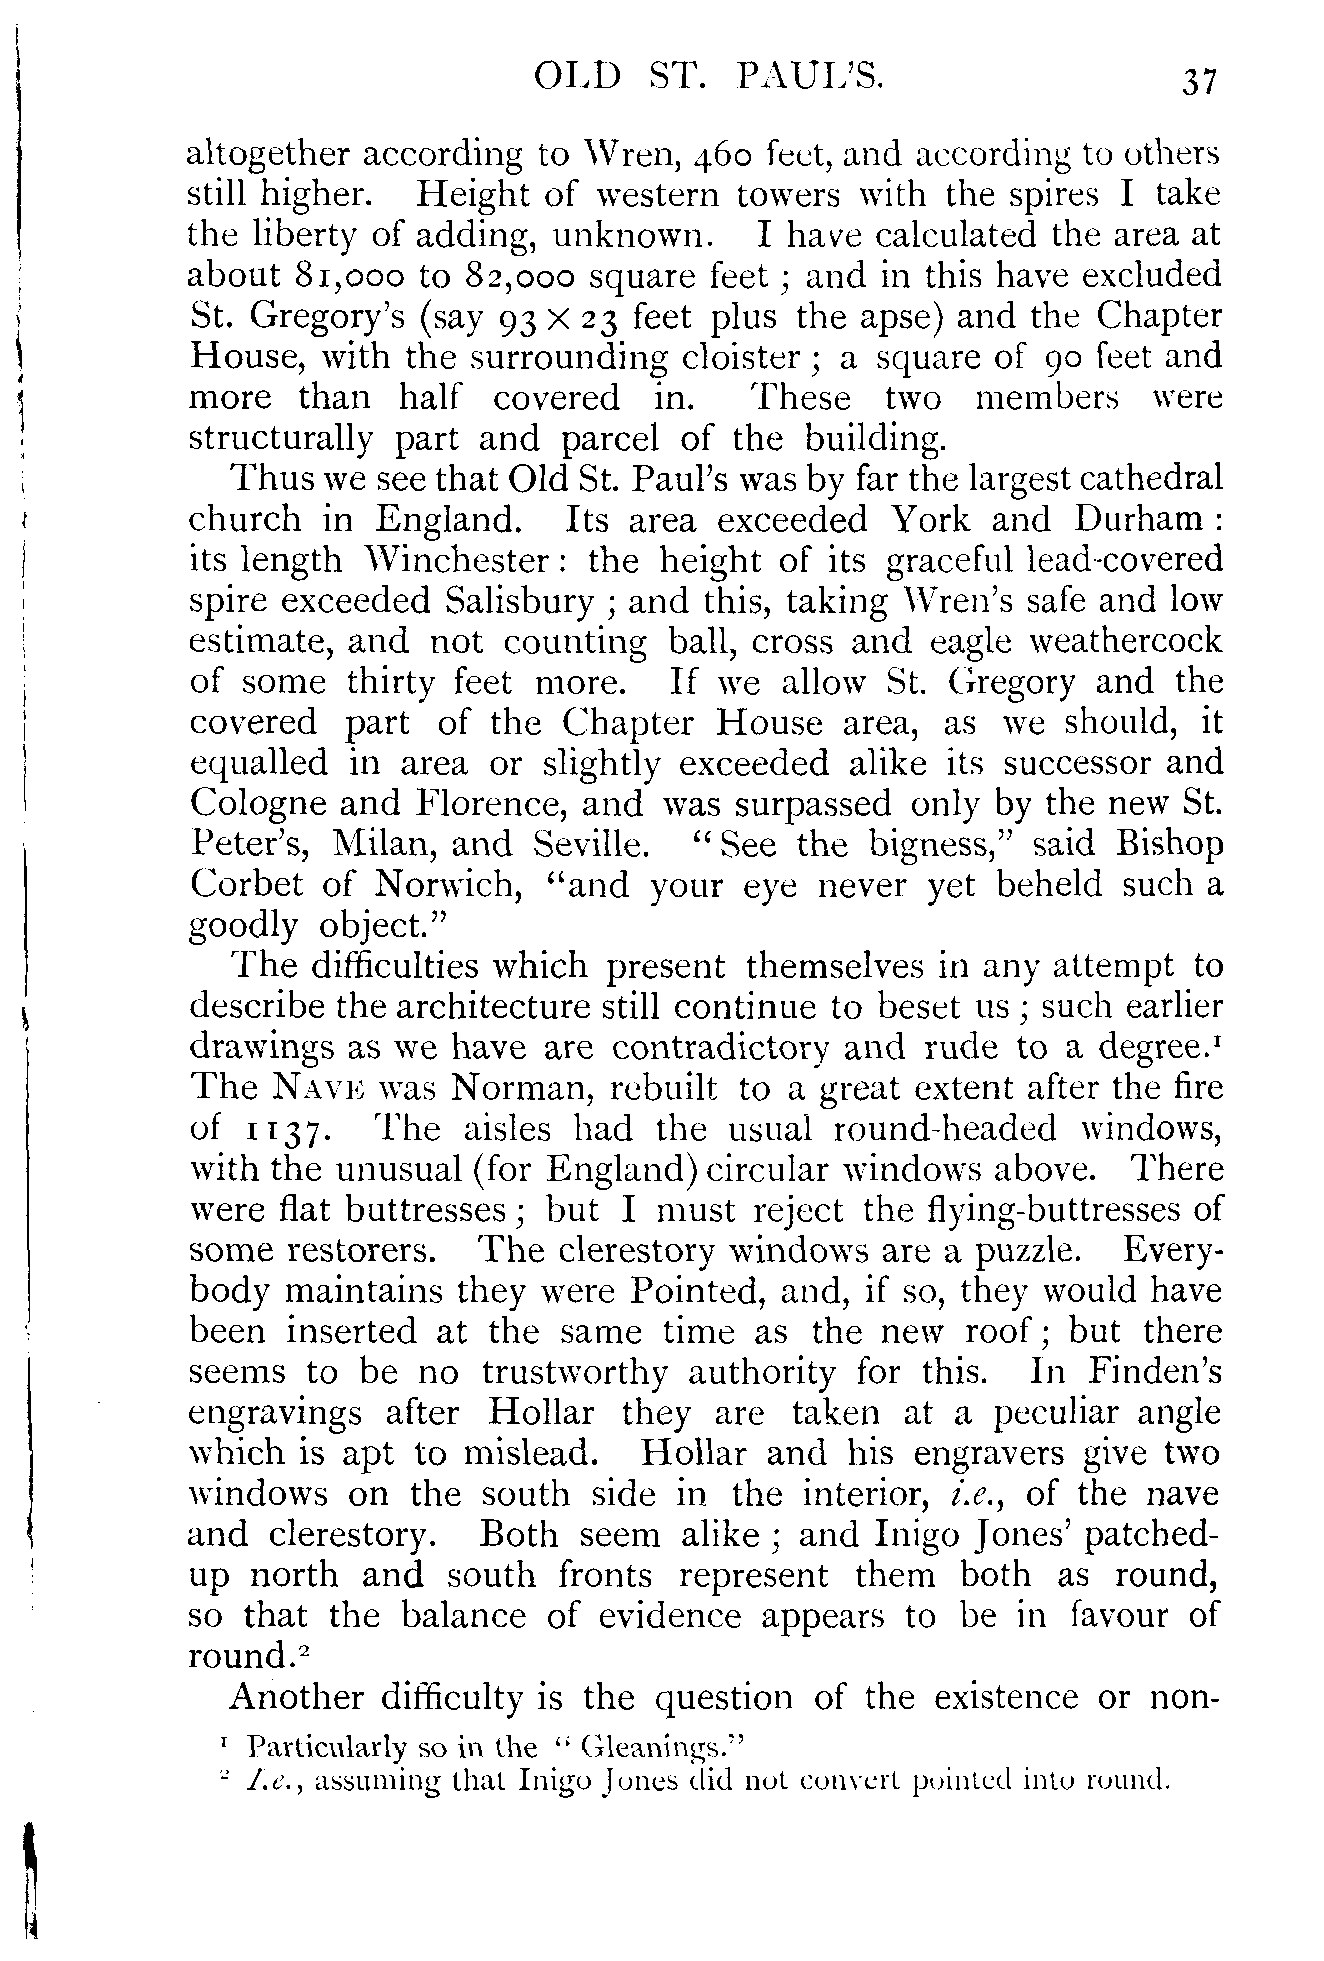 OLD ST. PAUL'S.
37
altogether according to Wren, 460 feet, and according to others
still higher. Height of western towers with the spires I take
the liberty of adding, unknown. I have calculated the area at
about 81,000 to 82,000 square feet ; and in this have excluded
St. Gregory's (say 93 × 23 feet plus the apse) and the Chapter
House, with the surrounding cloister ; a square of 90 feet and
more than half covered in. These two members were
structurally part and parcel of the building.
Thus we see that Old St. Paul's was by far the largest cathedral
church in England. Its area exceeded York and Durham :
its length Winchester : the height of its graceful lead-covered
spire exceeded Salisbury ; and this, taking Wren's safe and low
estimate, and not counting ball, cross and eagle weathercock
of some thirty feet more. If we allow St. Gregory and the
covered part of the Chapter House area, as we should, it
equalled in area or slightly exceeded alike its successor and
Cologne and Florence, and was surpassed only by the new St.
Peter's, Milan, and Seville. “ See the bigness,” said Bishop
Corbet of Norwich, “and your eye never yet beheld such a
goodly object.”
The difficulties which present themselves in any attempt to
describe the architecture still continue to beset us ; such earlier
drawings as we have are contradictory and rude to a degree.¹
The NAVE was Norman, rebuilt to a great extent after the fire
of 1137. The aisles had the usual round-headed windows,
with the unusual (for England) circular windows above. There
were flat buttresses ; but I must reject the flying-buttresses of
some restorers. The clerestory windows are a puzzle. Every-
body maintains they were Pointed, and, if so, they would have
been inserted at the same time as the new roof ; but there
seems to be no trustworthy authority for this. In Finden's
engravings after Hollar they are taken at a peculiar angle
which is apt to mislead. Hollar and his engravers give two
windows on the south side in the interior, i.e., of the nave
and clerestory. Both seem alike ; and Inigo Jones' patched-
up north and south fronts represent them both as round,
so that the balance of evidence appears to be in favour of
round.²
Another difficulty is the question of the existence or non-
¹ Particularly so in the “ Gleanings.”
² I.e., assuming that Inigo Jones did not convert pointed into round.